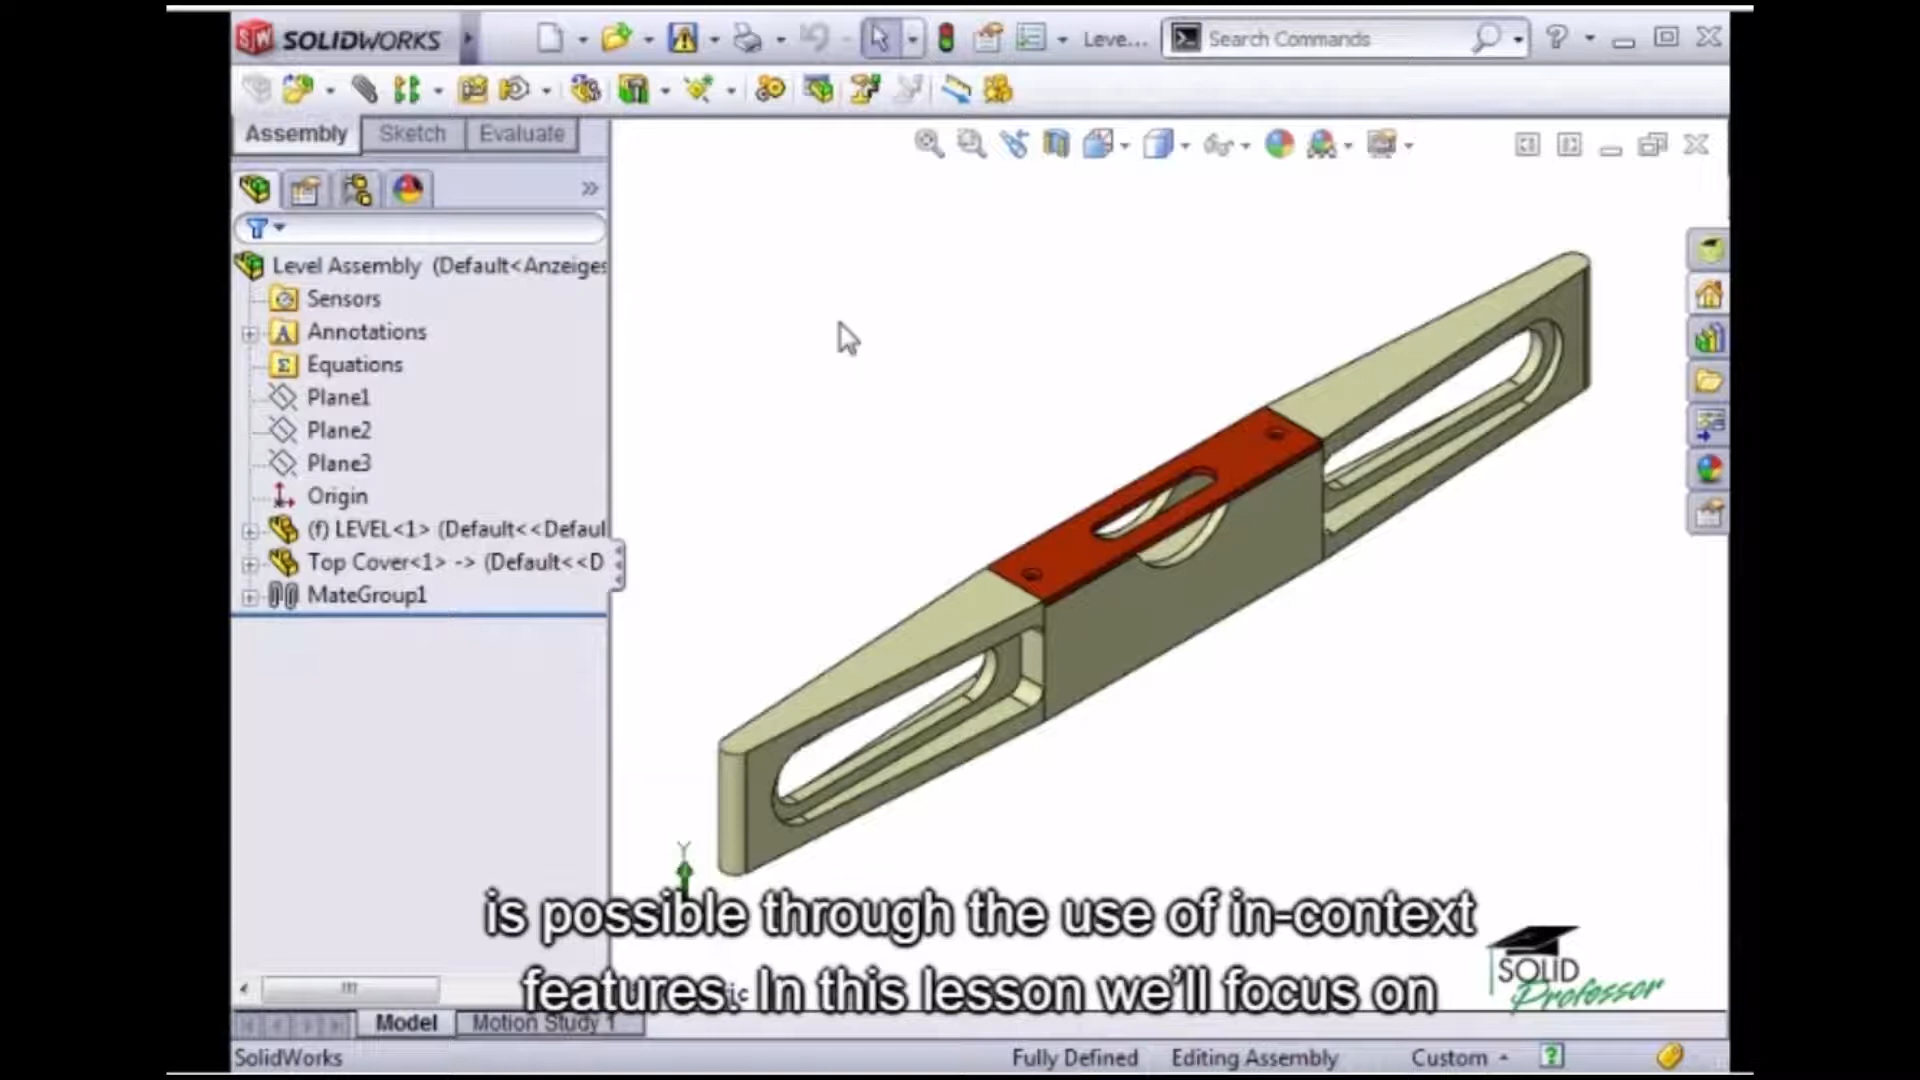 SOLIDWORKS
Leve...
Search Commands
Assembly
Sketch
Evaluate
Level Assembly (Default<Anzeiges
Sensors
Annotations
Equations
Plane1
Plane2
Plane3
Origin
(f) LEVEL<1> (Default<<Defaul
Top Cover<1> -> (Default<<D
MateGroup1
Y
is possible through the use of in-context
features. In this lesson we'll focus on
SOLID
Professor
Model
Motion Study 1
SolidWorks
Fully Defined
Editing Assembly
Custom